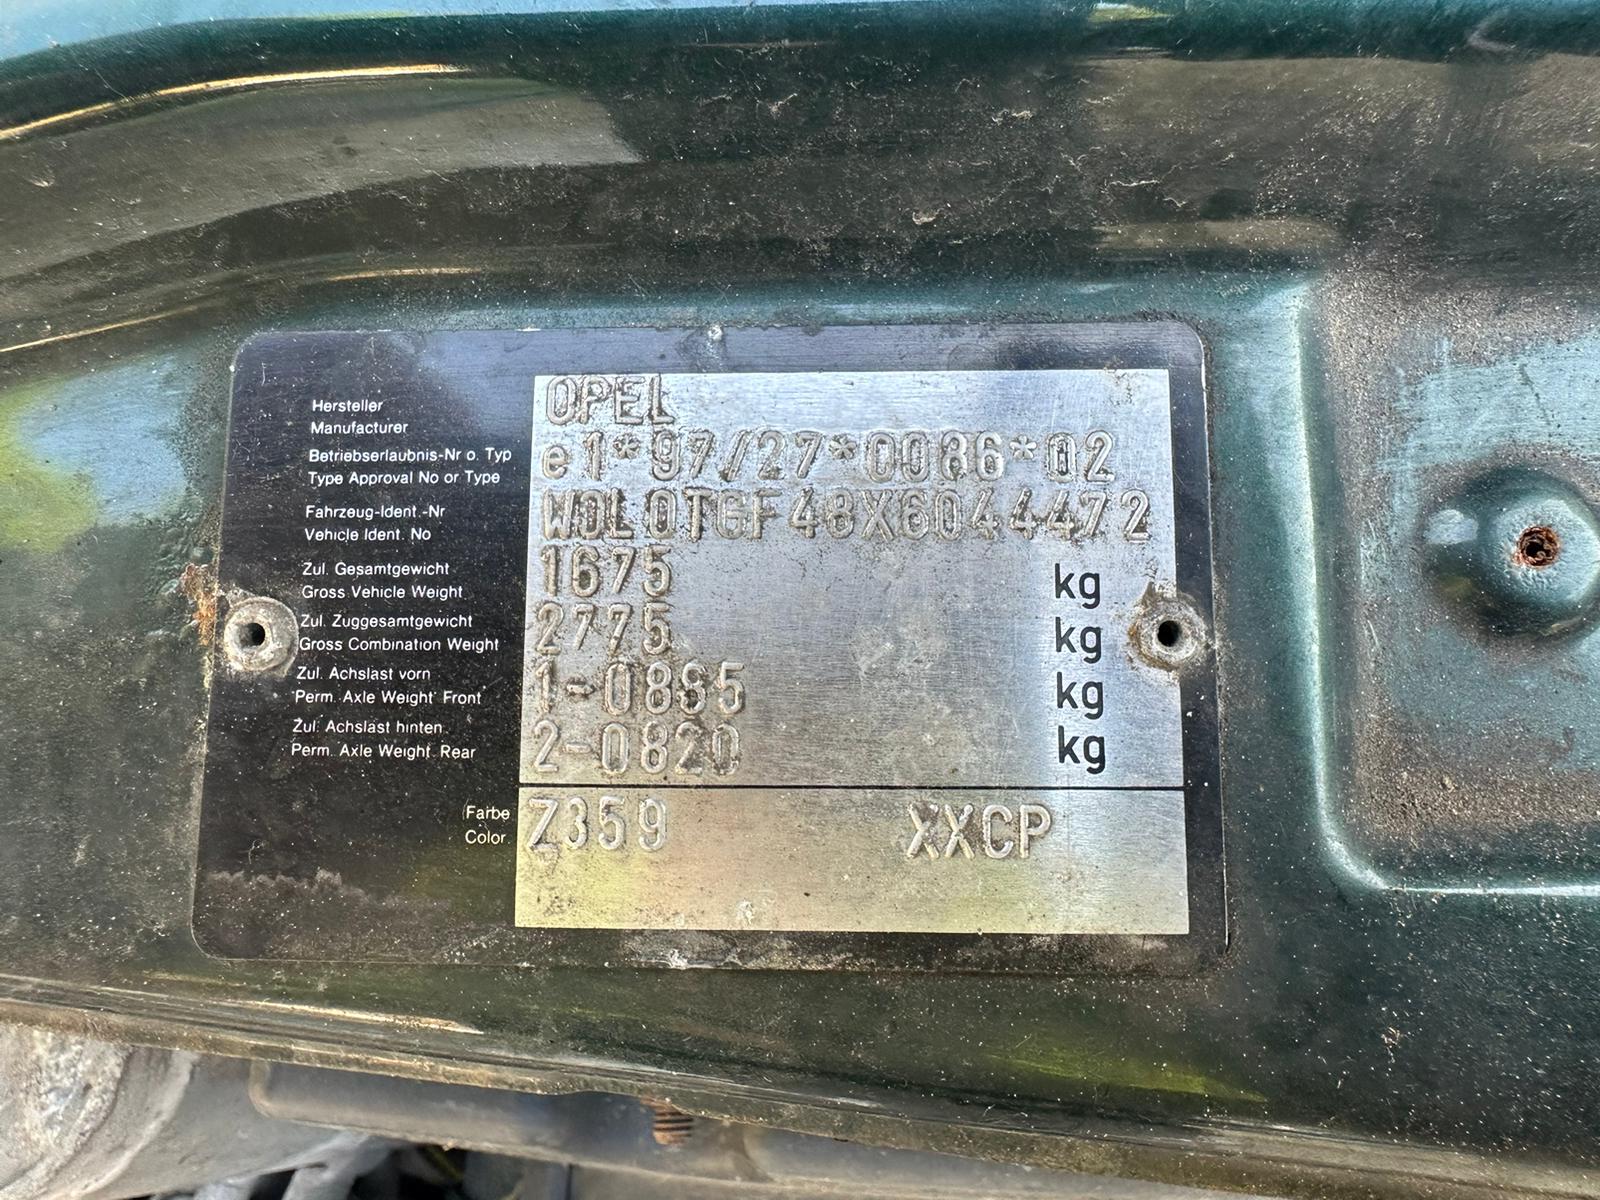 Hersteller
Manufacturer
OPEL
Betriebserlaubnis-Nr o. Typ
Type Approval No or Type
e1*97/27*0086*02
Fahrzeug-Ident.-Nr
Vehicle Ident. No
W0L0TGF48X6044472
Zul. Gesamtgewicht
Gross Vehicle Weight
1675 kg
Zul. Zuggesamtgewicht
Gross Combination Weight
2775 kg
Zul. Achslast vorn
Perm. Axle Weight Front
1-0885 kg
Zul. Achslast hinten
Perm. Axle Weight Rear
2-0820 kg
Farbe
Color
Z359 XXCP